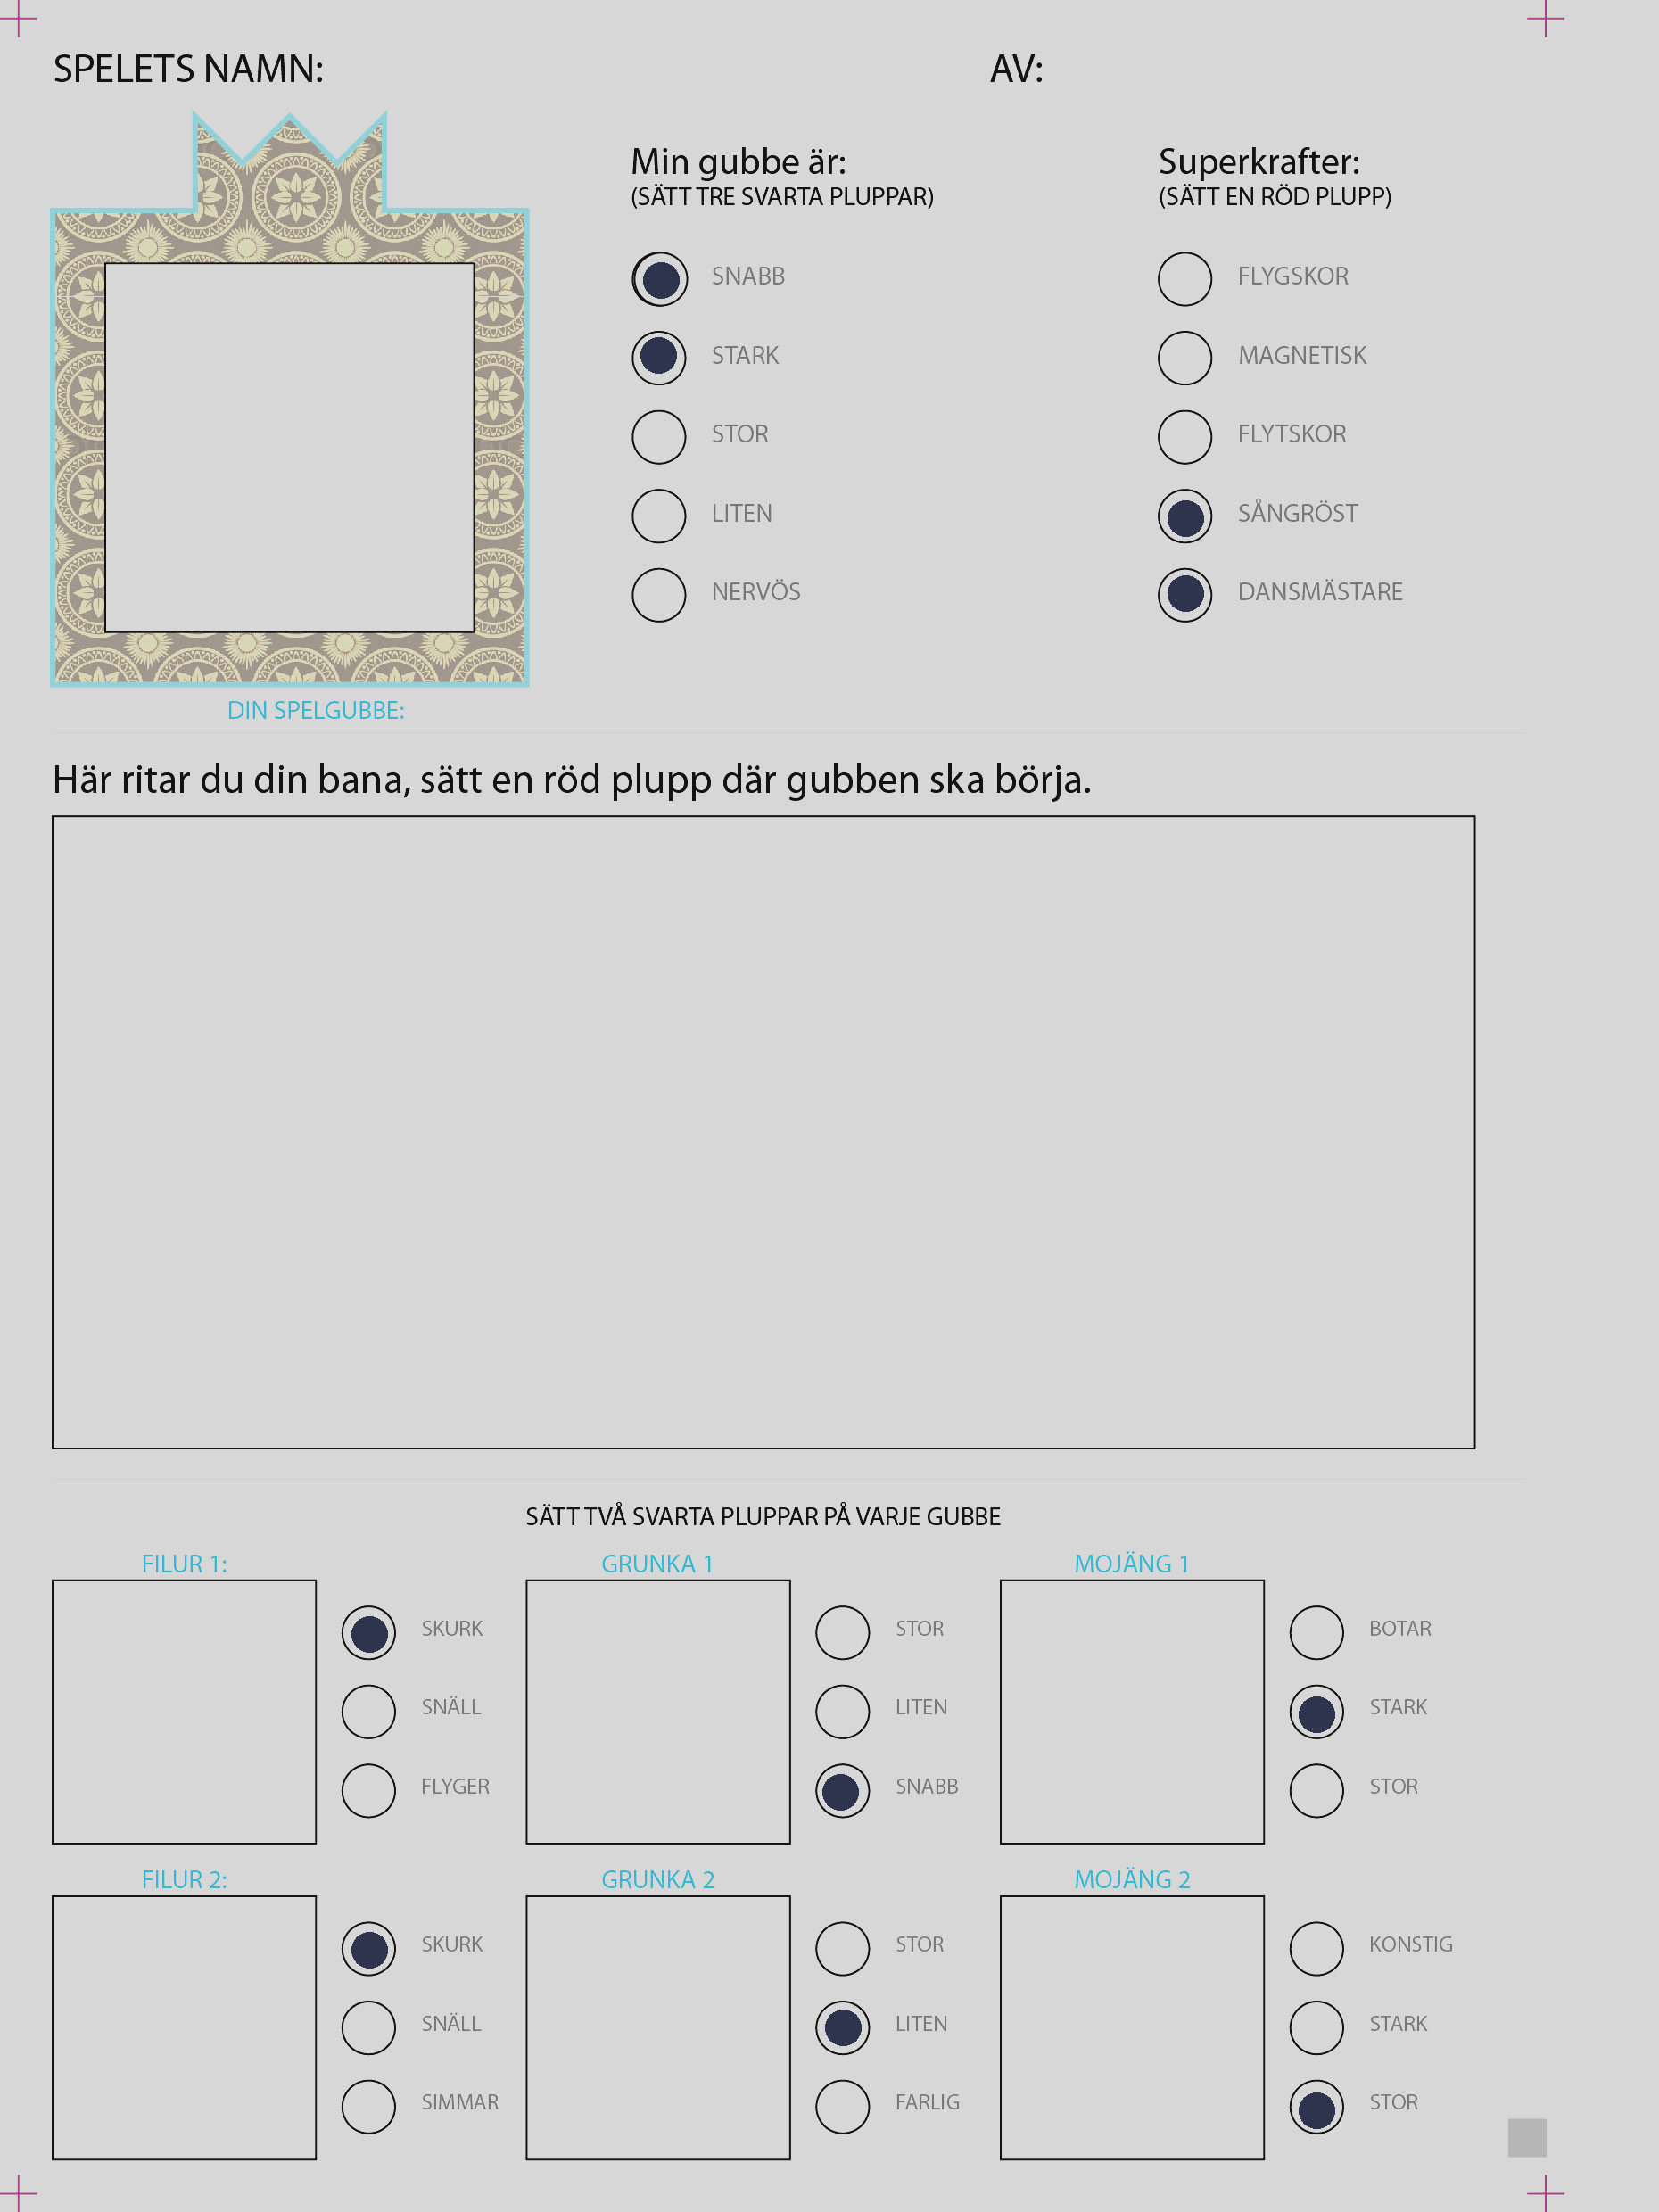 SPELETS NAMN:
AV:
Min gubbe är:
(SÄTT TRE SVARTA PLUPPAR)
SNABB
STARK
STOR
LITEN
NERVÖS
Superkrafter:
(SÄTT EN RÖD PLUPP)
FLYGSKOR
MAGNETISK
FLYTSKOR
SÅNGRÖST
DANSMÄSTARE
DIN SPELGUBBE:
Här ritar du din bana, sätt en röd plupp där gubben ska börja.
SÄTT TVÅ SVARTA PLUPPAR PÅ VARJE GUBBE
FILUR 1:
SKURK
SNÄLL
FLYGER
GRUNKA 1
STOR
LITEN
SNABB
MOJÄNG 1
BOTAR
STARK
STOR
FILUR 2:
SKURK
SNÄLL
SIMMAR
GRUNKA 2
STOR
LITEN
FARLIG
MOJÄNG 2
KONSTIG
STARK
STOR